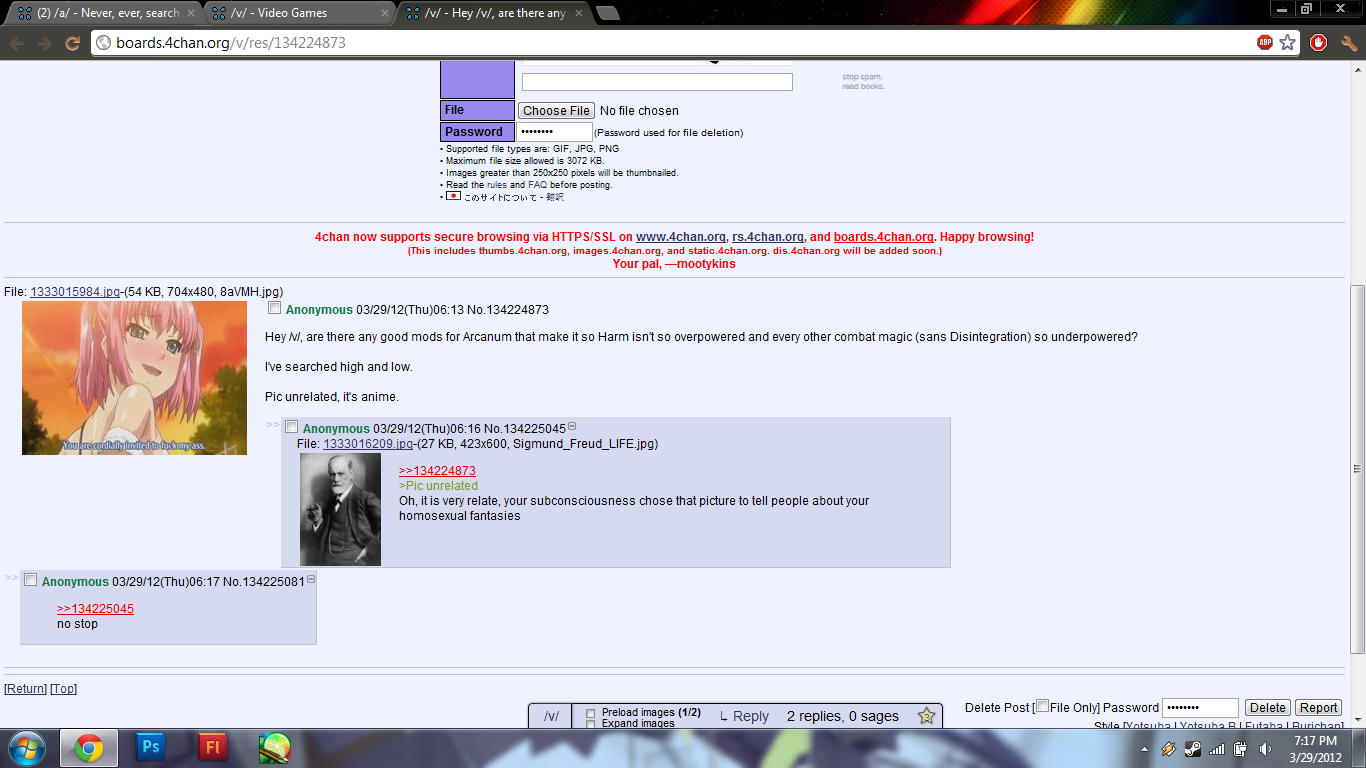 (2) /a/ - Never, ever, search
/v/ - Video Games
/v/ - Hey /v/, are there any
boards.4chan.org/v/res/134224873
ABP
stop spam.
read books.
File
Choose File No file chosen
Password •••••••• (Password used for file deletion)
• Supported file types are: GIF, JPG, PNG
• Maximum file size allowed is 3072 KB.
• Images greater than 250x250 pixels will be thumbnailed.
• Read the rules and FAQ before posting.
• このサイトについて - 翻訳
4chan now supports secure browsing via HTTPS/SSL on www.4chan.org, rs.4chan.org, and boards.4chan.org. Happy browsing!
(This includes thumbs.4chan.org, images.4chan.org, and static.4chan.org. dis.4chan.org will be added soon.)
Your pal, —mootykins
File: 1333015984.jpg-(54 KB, 704x480, 8aVMH.jpg)
Anonymous 03/29/12(Thu)06:13 No.134224873
Hey /v/, are there any good mods for Arcanum that make it so Harm isn't so overpowered and every other combat magic (sans Disintegration) so underpowered?
I've searched high and low.
Pic unrelated, it's anime.
You are cordially invited to fuck my ass.
>> Anonymous 03/29/12(Thu)06:16 No.134225045
File: 1333016209.jpg-(27 KB, 423x600, Sigmund_Freud_LIFE.jpg)
>>134224873
>Pic unrelated
Oh, it is very relate, your subconsciousness chose that picture to tell people about your
homosexual fantasies
>> Anonymous 03/29/12(Thu)06:17 No.134225081
>>134225045
no stop
[Return] [Top]
Delete Post [File Only] Password •••••••• Delete Report
Style [Yotsuba | Yotsuba B | Futaba | Burichan]
/v/
Preload images (1/2)
Expand images
Reply
2 replies, 0 sages
2
Ps
Fl
7:17 PM
3/29/2012